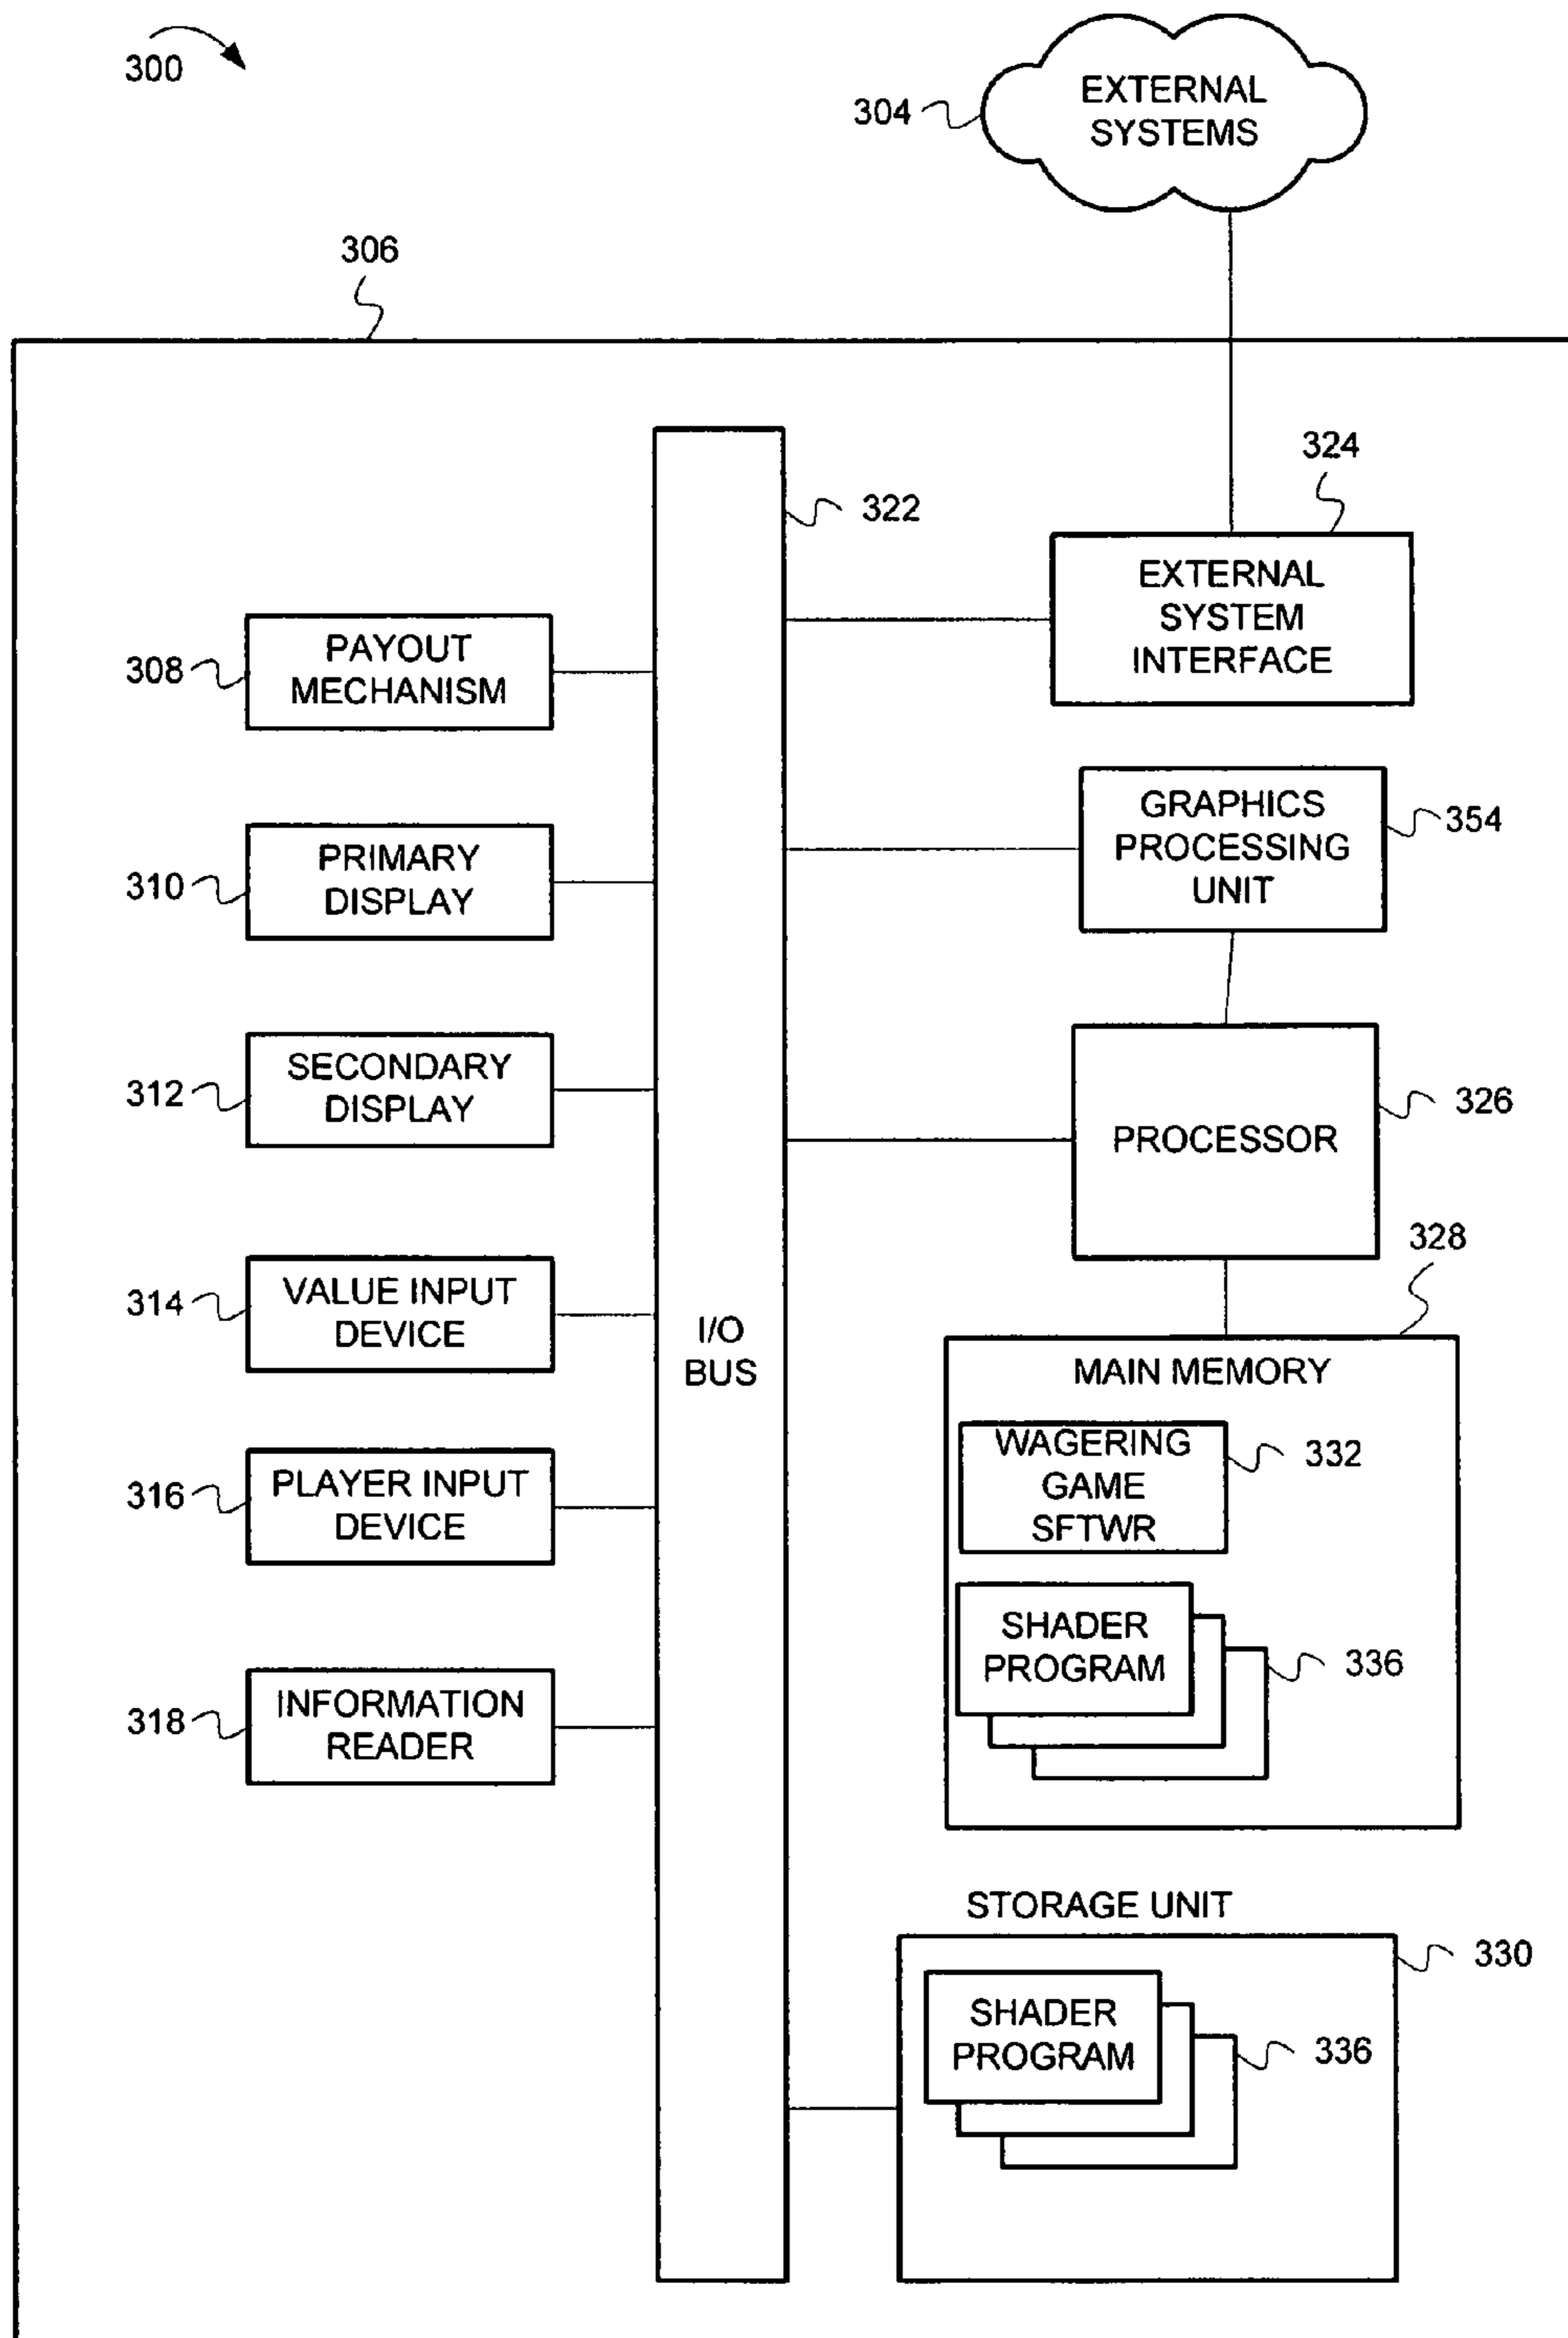 300
304
EXTERNAL
SYSTEMS
306
324
322
EXTERNAL
SYSTEM
INTERFACE
308
PAYOUT
MECHANISM
GRAPHICS
PROCESSING
UNIT
354
310
PRIMARY
DISPLAY
312
SECONDARY
DISPLAY
PROCESSOR
326
328
314
VALUE INPUT
DEVICE
I/O
BUS
MAIN MEMORY
WAGERING
GAME
SFTWR
332
316
PLAYER INPUT
DEVICE
SHADER
PROGRAM
336
318
INFORMATION
READER
STORAGE UNIT
330
SHADER
PROGRAM
336